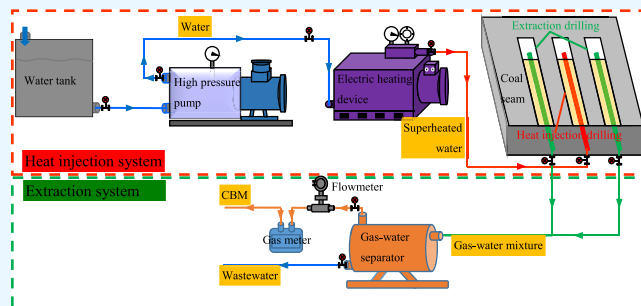 Water
Extraction drilling
Water tank
High pressure
pump
Electric heating
device
Coal
seam
Superheated
water
Heat injection drilling
Heat injection system
Extraction system
Flowmeter
CBM
Gas meter
Gas-water
separator
Gas-water mixture
Wastewater